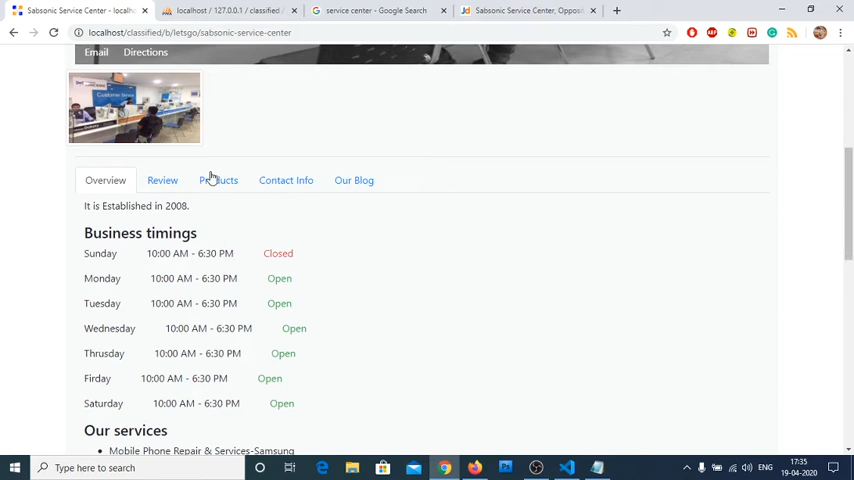 Sabsonic Service Center - localho
localhost / 127.0.0.1 / classified /
service center - Google Search
Sabsonic Service Center, Opposi
localhost/classified/b/letsgo/sabsonic-service-center
Email Directions
Customer Service
Overview Review Products Contact Info Our Blog
It is Established in 2008.
Business timings
Sunday 10:00 AM - 6:30 PM Closed
Monday 10:00 AM - 6:30 PM Open
Tuesday 10:00 AM - 6:30 PM Open
Wednesday 10:00 AM - 6:30 PM Open
Thrusday 10:00 AM - 6:30 PM Open
Firday 10:00 AM - 6:30 PM Open
Saturday 10:00 AM - 6:30 PM Open
Our services
• Mobile Phone Repair & Services-Samsung
Type here to search
ENG
17:35
19-04-2020